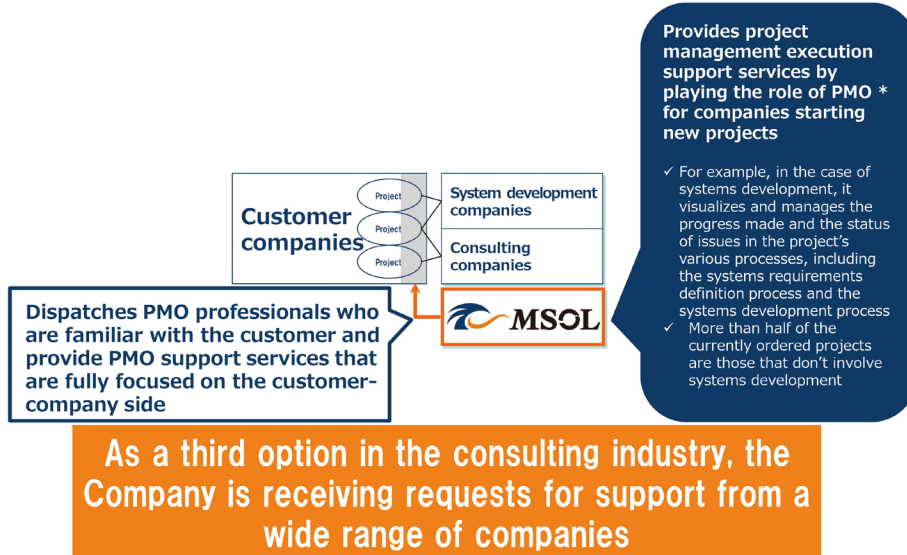 Provides project
management execution
support services by
playing the role of PMO *
for companies starting
new projects
✓ For example, in the case of
systems development, it
visualizes and manages the
progress made and the status
of issues in the project's
various processes, including
the systems requirements
definition process and the
systems development process
✓ More than half of the
currently ordered projects
are those that don't involve
systems development
Customer
companies
Project
Project
Project
System development
companies
Consulting
companies
MSOL
Dispatches PMO professionals who
are familiar with the customer and
provide PMO support services that
are fully focused on the customer-
company side
As a third option in the consulting industry, the
Company is receiving requests for support from a
wide range of companies